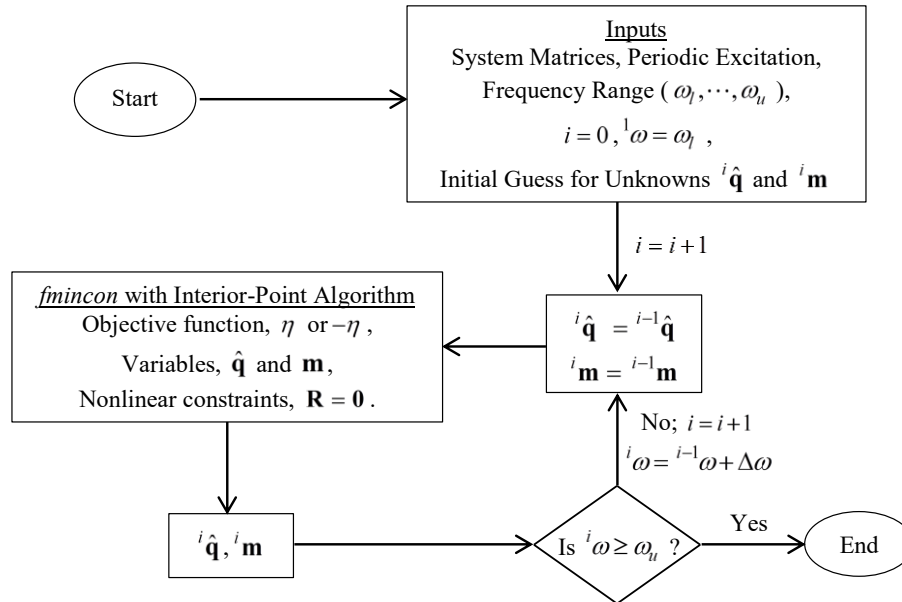 Start
Inputs
System Matrices, Periodic Excitation,
Frequency Range ( ω_l,⋯,ω_u ),
i = 0 , ¹ω = ω_l ,
Initial Guess for Unknowns ⁱq̂ and ⁱm
i = i+1
ⁱq̂ = ⁱ⁻¹q̂
ⁱm = ⁱ⁻¹m
fmincon with Interior-Point Algorithm
Objective function, η or −η ,
Variables, q̂ and m,
Nonlinear constraints, R = 0 .
ⁱq̂ , ⁱm
Is ⁱω ≥ ω_u ?
No; i = i+1
ⁱω = ⁱ⁻¹ω + Δω
Yes
End